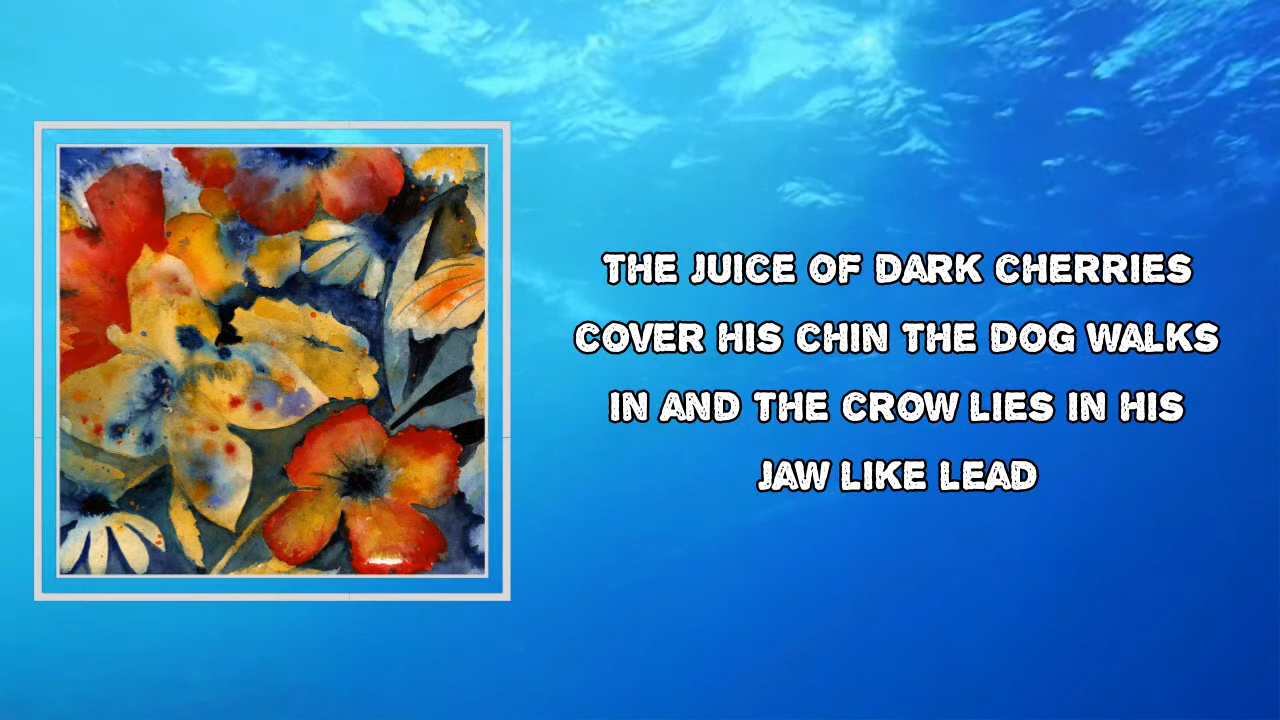 THE JUICE OF DARK CHERRIES
COVER HIS CHIN THE DOG WALKS
IN AND THE CROW LIES IN HIS
JAW LIKE LEAD